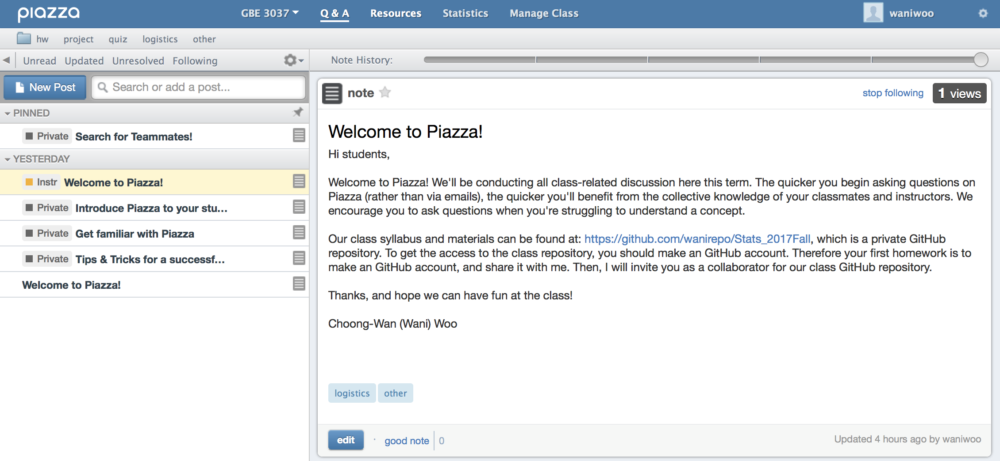 piazza
GBE 3037 Q & A Resources Statistics Manage Class waniwoo
hw project quiz logistics other
Unread Updated Unresolved Following
Note History:
New Post Search or add a post...
PINNED
Private Search for Teammates!
YESTERDAY
Instr Welcome to Piazza!
Private Introduce Piazza to your stu...
Private Get familiar with Piazza
Private Tips & Tricks for a successf...
Welcome to Piazza!
note stop following 1 views
Welcome to Piazza!
Hi students,
Welcome to Piazza! We'll be conducting all class-related discussion here this term. The quicker you begin asking questions on
Piazza (rather than via emails), the quicker you'll benefit from the collective knowledge of your classmates and instructors. We
encourage you to ask questions when you're struggling to understand a concept.
Our class syllabus and materials can be found at: https://github.com/wanirepo/Stats_2017Fall, which is a private GitHub
repository. To get the access to the class repository, you should make an GitHub account. Therefore your first homework is to
make an GitHub account, and share it with me. Then, I will invite you as a collaborator for our class GitHub repository.
Thanks, and hope we can have fun at the class!
Choong-Wan (Wani) Woo
logistics other
edit · good note 0 Updated 4 hours ago by waniwoo